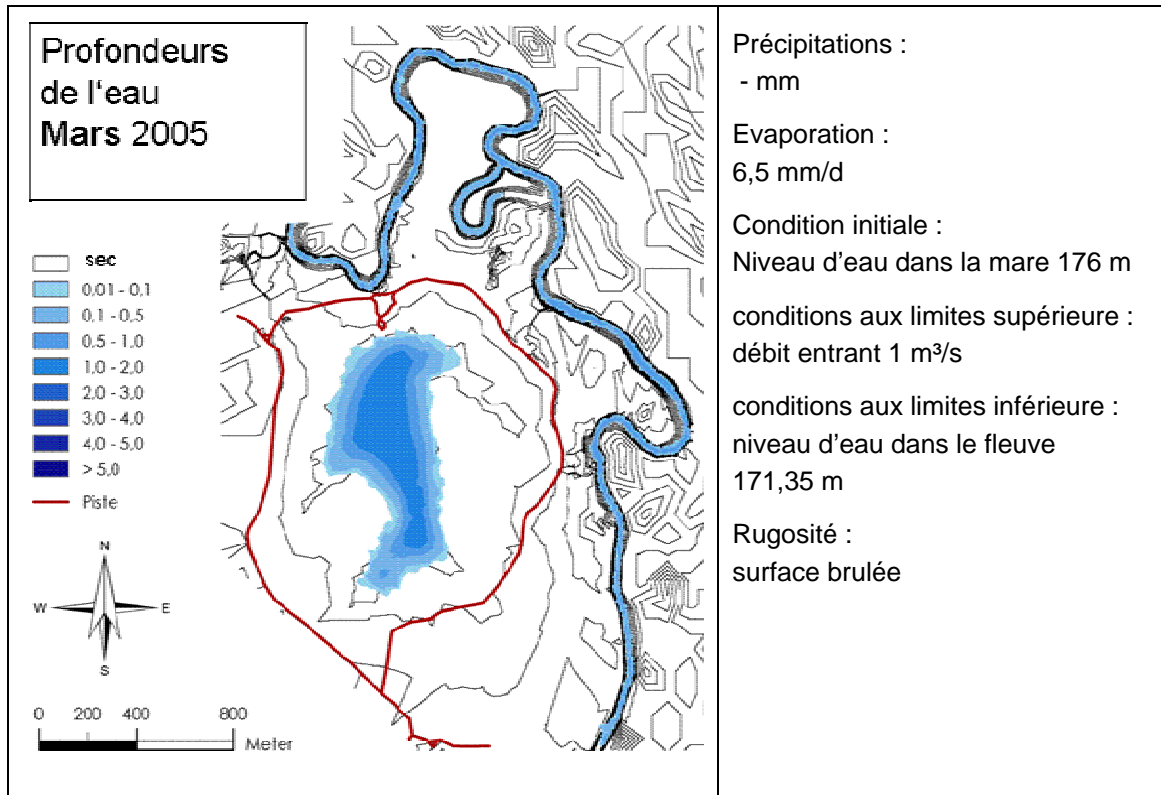 Profondeurs
de l'eau
Mars 2005
sec
0.01 - 0.1
0.1 - 0.5
0.5 - 1.0
1.0 - 2.0
2.0 - 3.0
3.0 - 4.0
4.0 - 5.0
> 5.0
Piste
N
W E
S
0 200 400 800
Meter
Précipitations :
- mm
Evaporation :
6,5 mm/d
Condition initiale :
Niveau d'eau dans la mare 176 m
conditions aux limites supérieure :
débit entrant 1 m³/s
conditions aux limites inférieure :
niveau d'eau dans le fleuve
171,35 m
Rugosité :
surface brulée